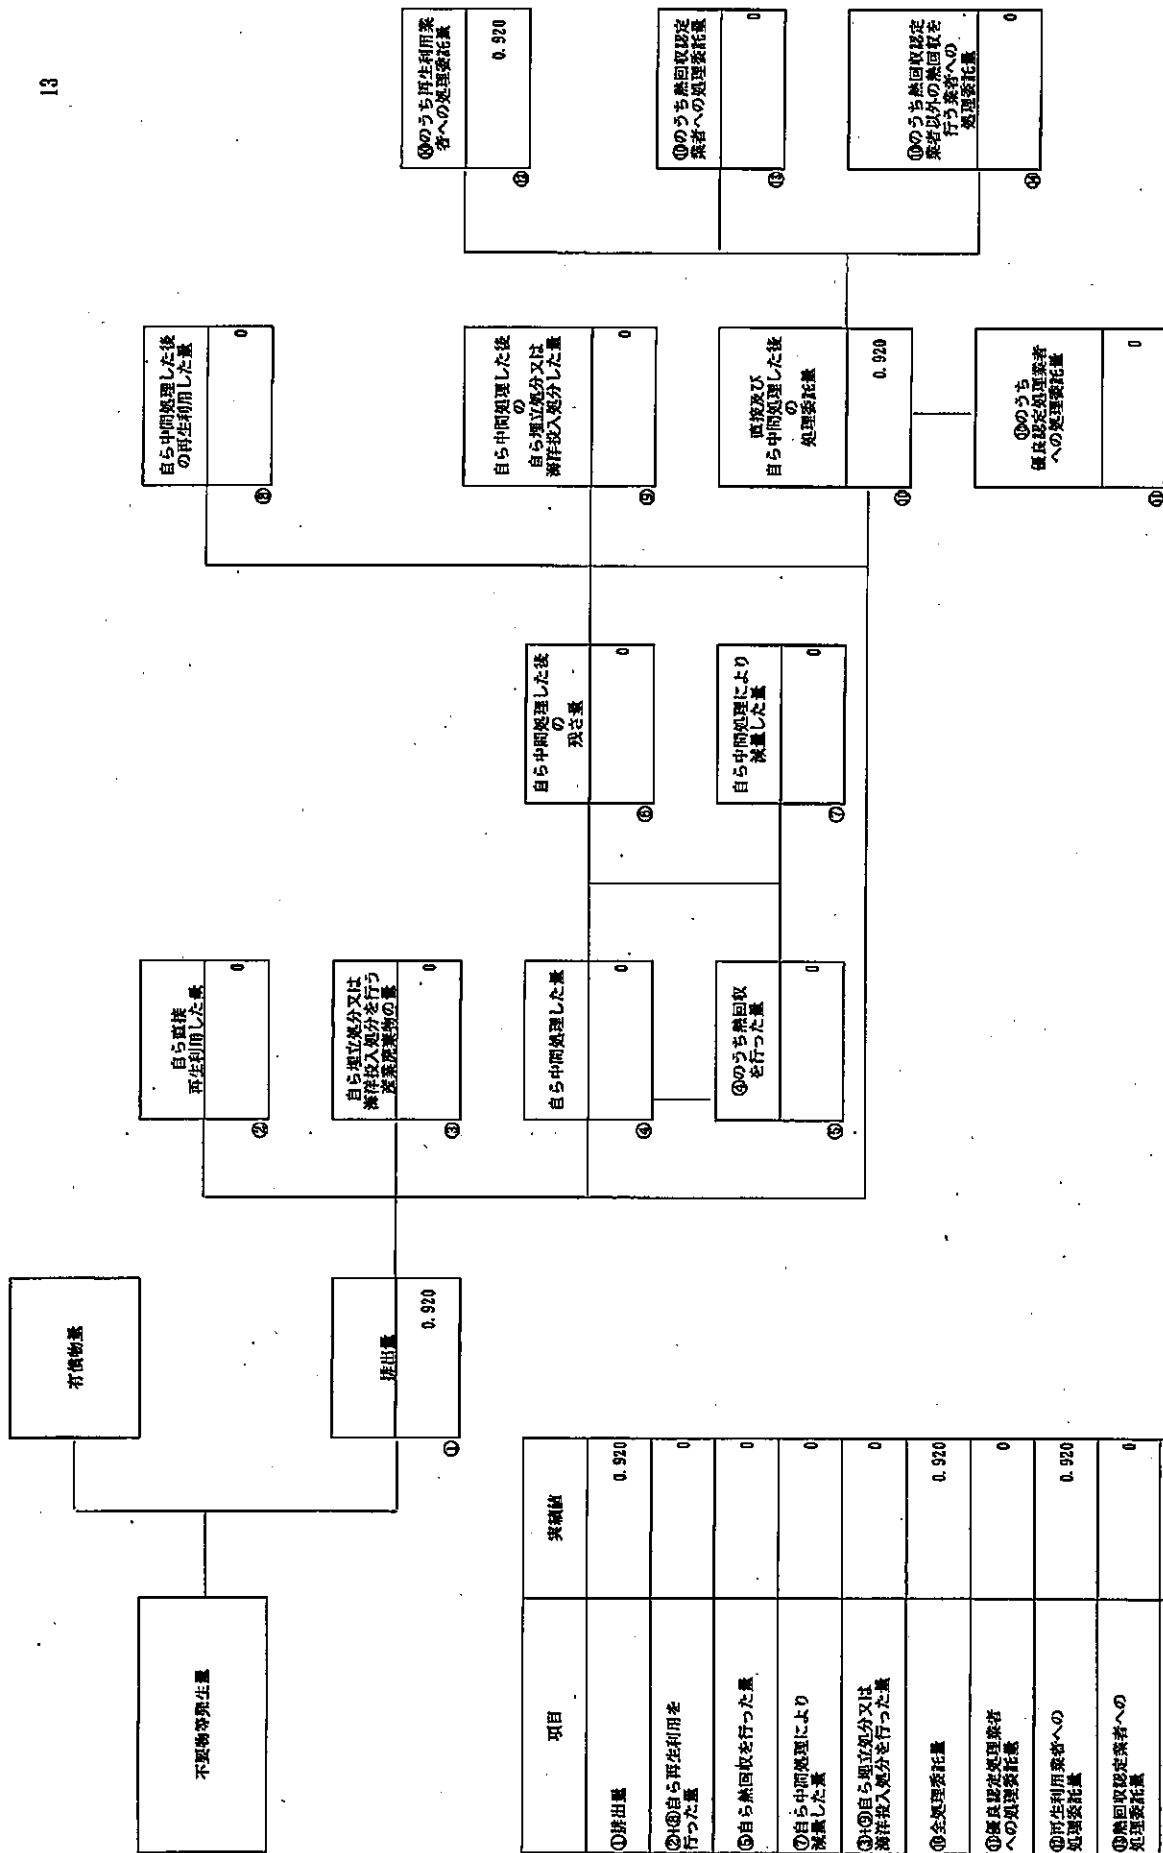 13
不要物等発生量
有償物量
排出量
0.920
①
自ら直接
再生利用した量
0
②
自ら埋立処分又は
海洋投入処分を行う
産業廃棄物の量
0
③
自ら中間処理した量
0
④
④のうち熱回収
を行った量
0
⑤
自ら中間処理した後
の
残さ量
0
⑥
自ら中間処理により
減量した量
0
⑦
自ら中間処理した後
の再生利用した量
0
⑧
自ら中間処理した後
の
自ら埋立処分又は
海洋投入処分した量
0
⑨
直接及び
自ら中間処理した後
の
処理委託量
0.920
⑩
⑩のうち
優良認定処理業者
への処理委託量
0
⑪
⑩のうち再生利用業
者への処理委託量
0.920
⑫
⑩のうち熱回収認定
業者への処理委託量
0
⑬
⑩のうち熱回収認定
業者以外の熱回収を
行う業者への
処理委託量
0
⑭
項目
実績値
①排出量
0.920
②+⑧自ら再生利用を
行った量
0
⑤自ら熱回収を行った量
0
⑦自ら中間処理により
減量した量
0
③+⑨自ら埋立処分又は
海洋投入処分を行った量
0
⑩全処理委託量
0.920
⑪優良認定処理業者
への処理委託量
0
⑫再生利用業者への
処理委託量
0.920
⑬熱回収認定業者への
処理委託量
0